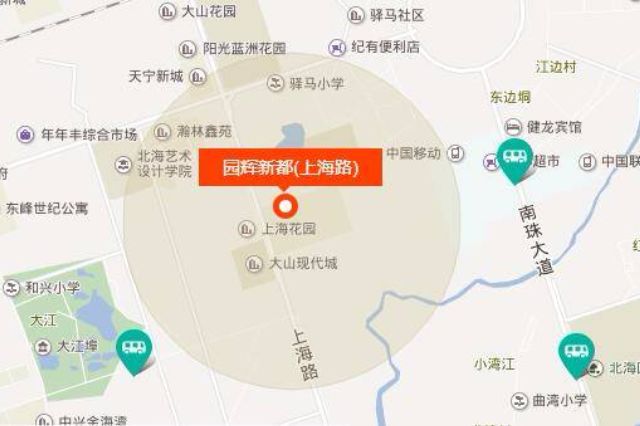 新城
大山花园
驿马社区
阳光蓝洲花园
纪有便利店
天宁新城
驿马小学
江边村
东边垌
年年丰综合市场
瀚林鑫苑
健龙宾馆
北海艺术
设计学院
中国移动
超市
中国联
府
园辉新都(上海路)
东峰世纪公寓
南珠大道
上海花园
大山现代城
和兴小学
大江
大江埠
上海路
小湾江
北海
曲湾小学
中兴金海湾